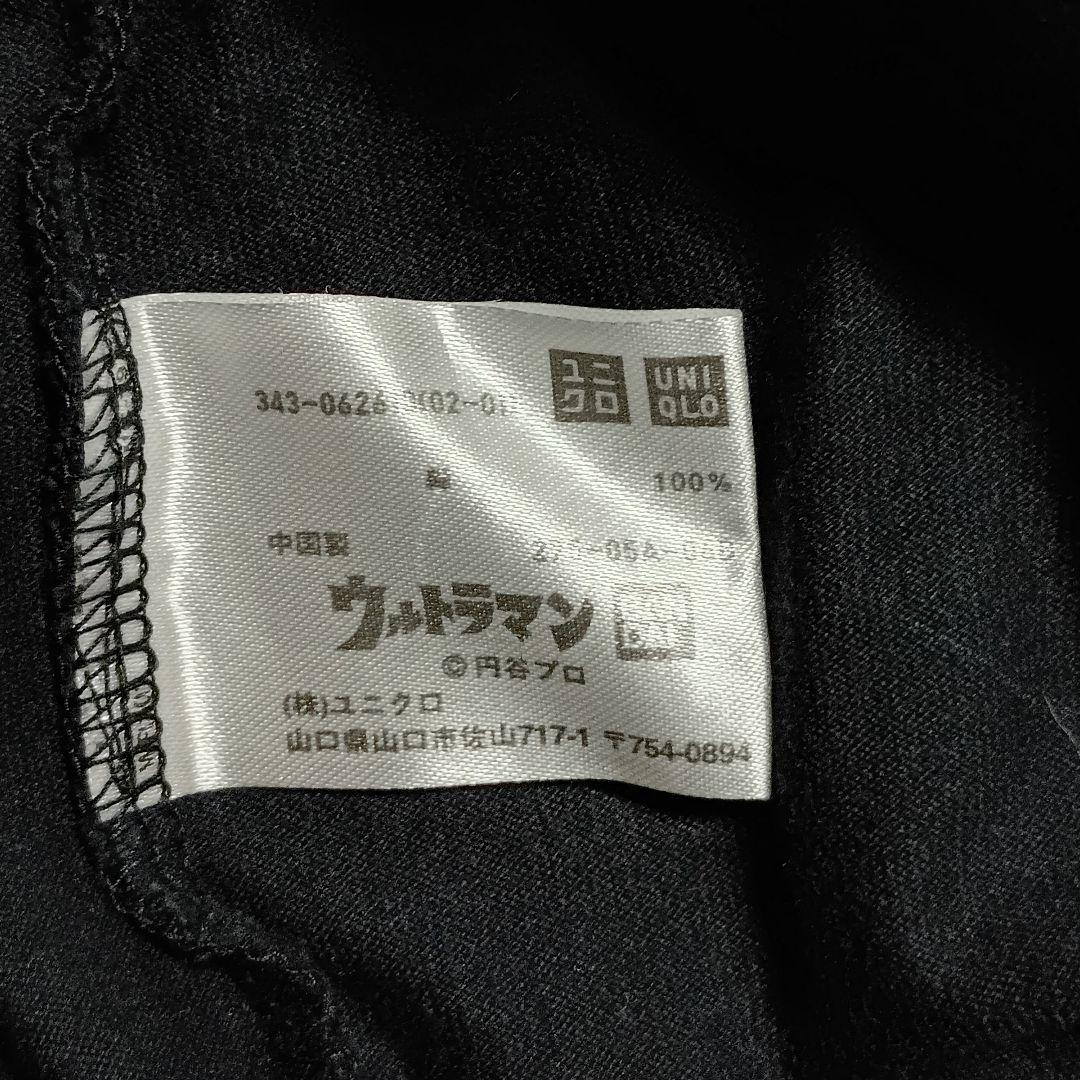 ユニクロ UNIQLO
343-0626
綿 100%
中国製
ウルトラマン
©円谷プロ
(株)ユニクロ
山口県山口市佐山717-1 〒754-0894